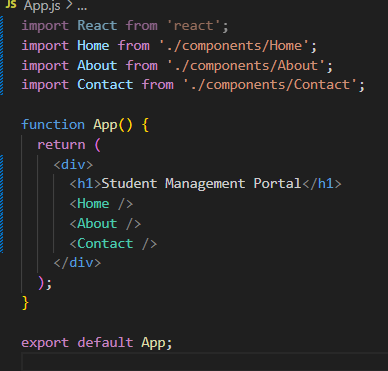 JS App.js > ...
import React from 'react';
import Home from './components/Home';
import About from './components/About';
import Contact from './components/Contact';

function App() {
  return (
    <div>
      <h1>Student Management Portal</h1>
      <Home />
      <About />
      <Contact />
    </div>
  );
}

export default App;